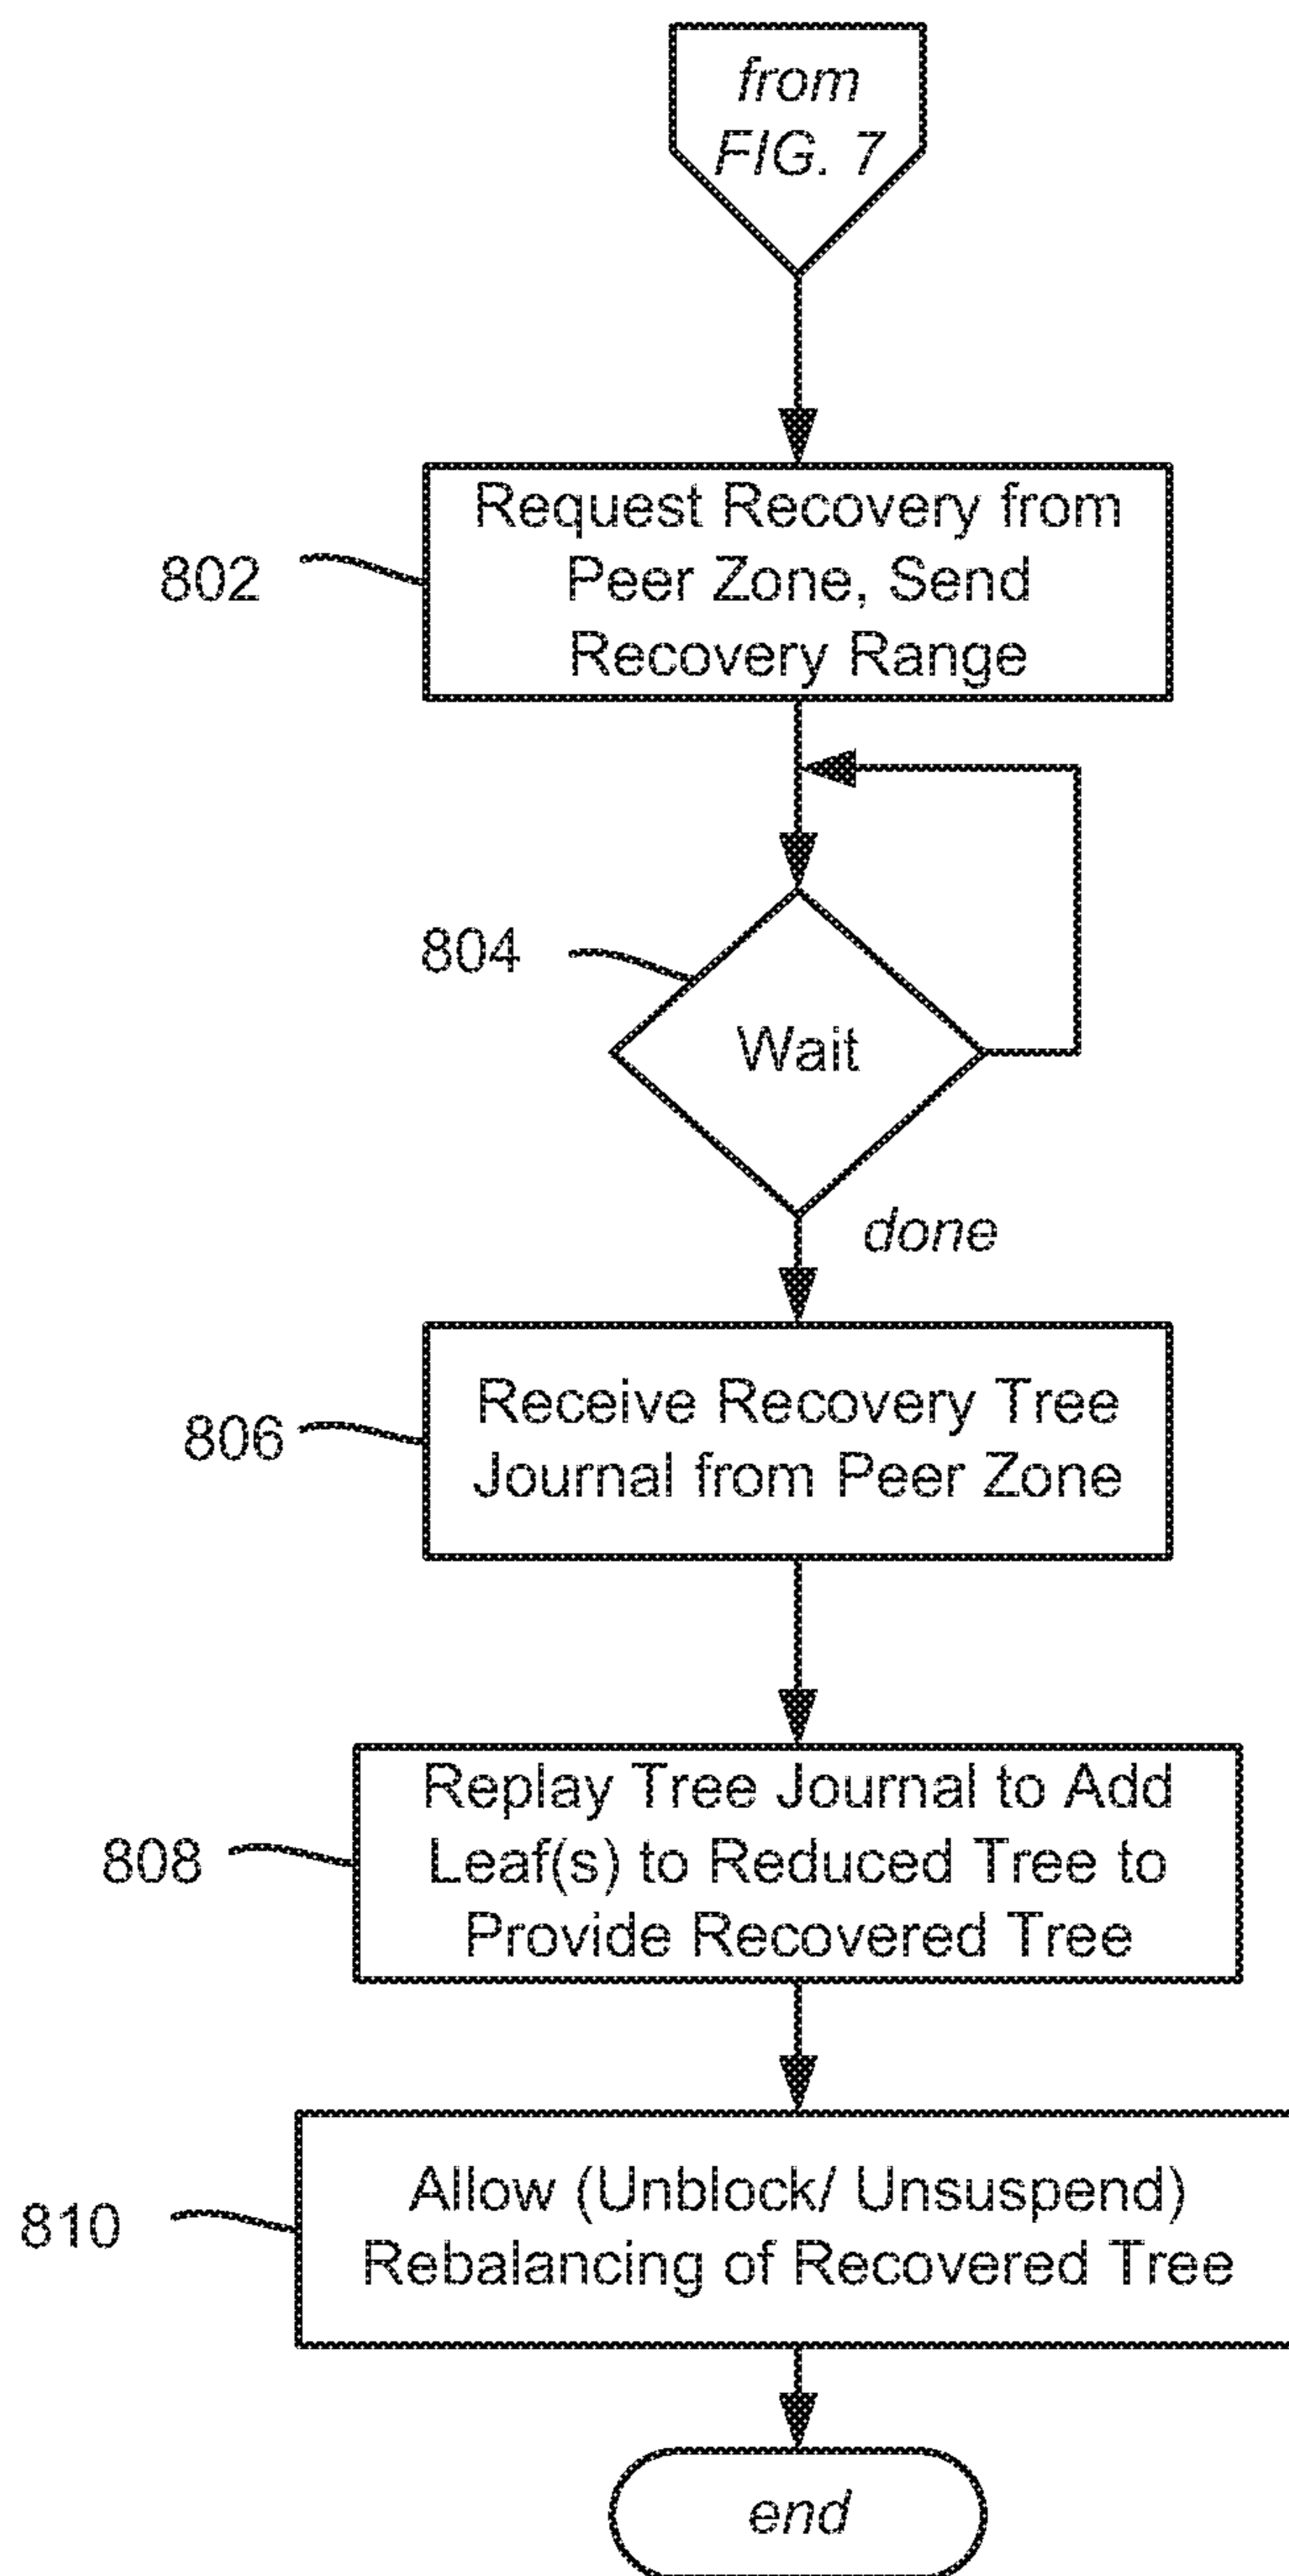 from
FIG. 7
802
Request Recovery from
Peer Zone, Send
Recovery Range
804
Wait
done
806
Receive Recovery Tree
Journal from Peer Zone
808
Replay Tree Journal to Add
Leaf(s) to Reduced Tree to
Provide Recovered Tree
810
Allow (Unblock/ Unsuspend)
Rebalancing of Recovered Tree
end